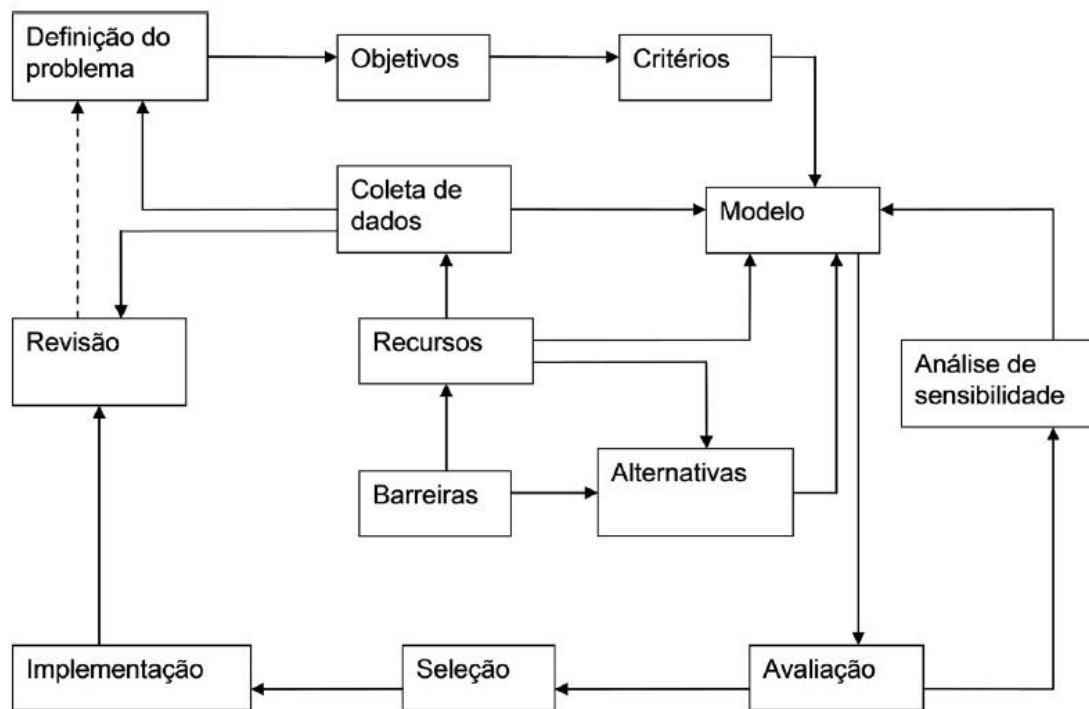 Definição do
problema
Objetivos
Critérios
Coleta de
dados
Modelo
Revisão
Recursos
Análise de
sensibilidade
Barreiras
Alternativas
Implementação
Seleção
Avaliação